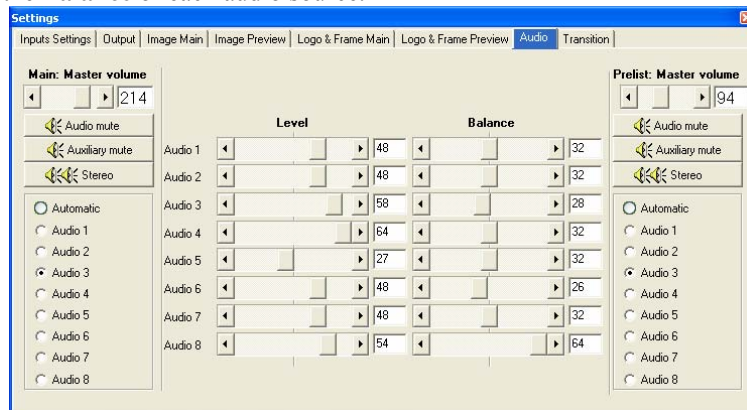 Settings
Inputs Settings | Output | Image Main | Image Preview | Logo & Frame Main | Logo & Frame Preview | Audio | Transition
Main: Master volume
214
Audio mute
Auxiliary mute
Stereo
Automatic
Audio 1
Audio 2
Audio 3
Audio 4
Audio 5
Audio 6
Audio 7
Audio 8
Level Balance
Audio 1 48 32
Audio 2 48 32
Audio 3 58 28
Audio 4 64 32
Audio 5 27 32
Audio 6 48 26
Audio 7 48 32
Audio 8 54 64
Prelist: Master volume
94
Audio mute
Auxiliary mute
Stereo
Automatic
Audio 1
Audio 2
Audio 3
Audio 4
Audio 5
Audio 6
Audio 7
Audio 8